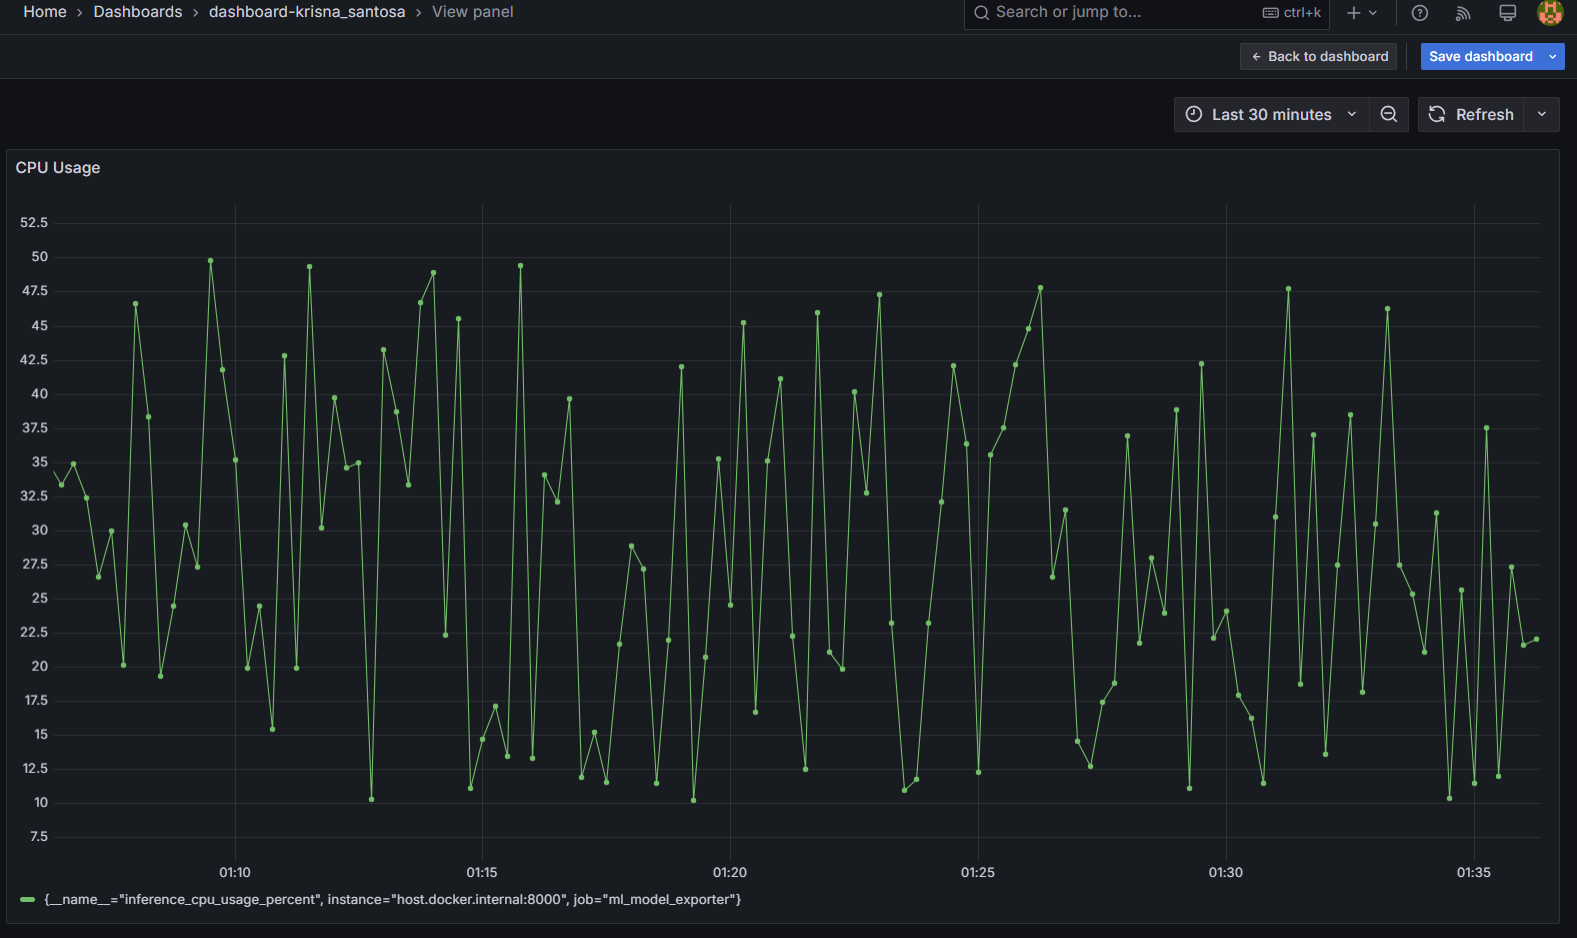 Home › Dashboards › dashboard-krisna_santosa › View panel
Search or jump to... ctrl+k
Back to dashboard
Save dashboard
Last 30 minutes
Refresh
CPU Usage
52.5
50
47.5
45
42.5
40
37.5
35
32.5
30
27.5
25
22.5
20
17.5
15
12.5
10
7.5
01:10 01:15 01:20 01:25 01:30 01:35
{__name__="inference_cpu_usage_percent", instance="host.docker.internal:8000", job="ml_model_exporter"}